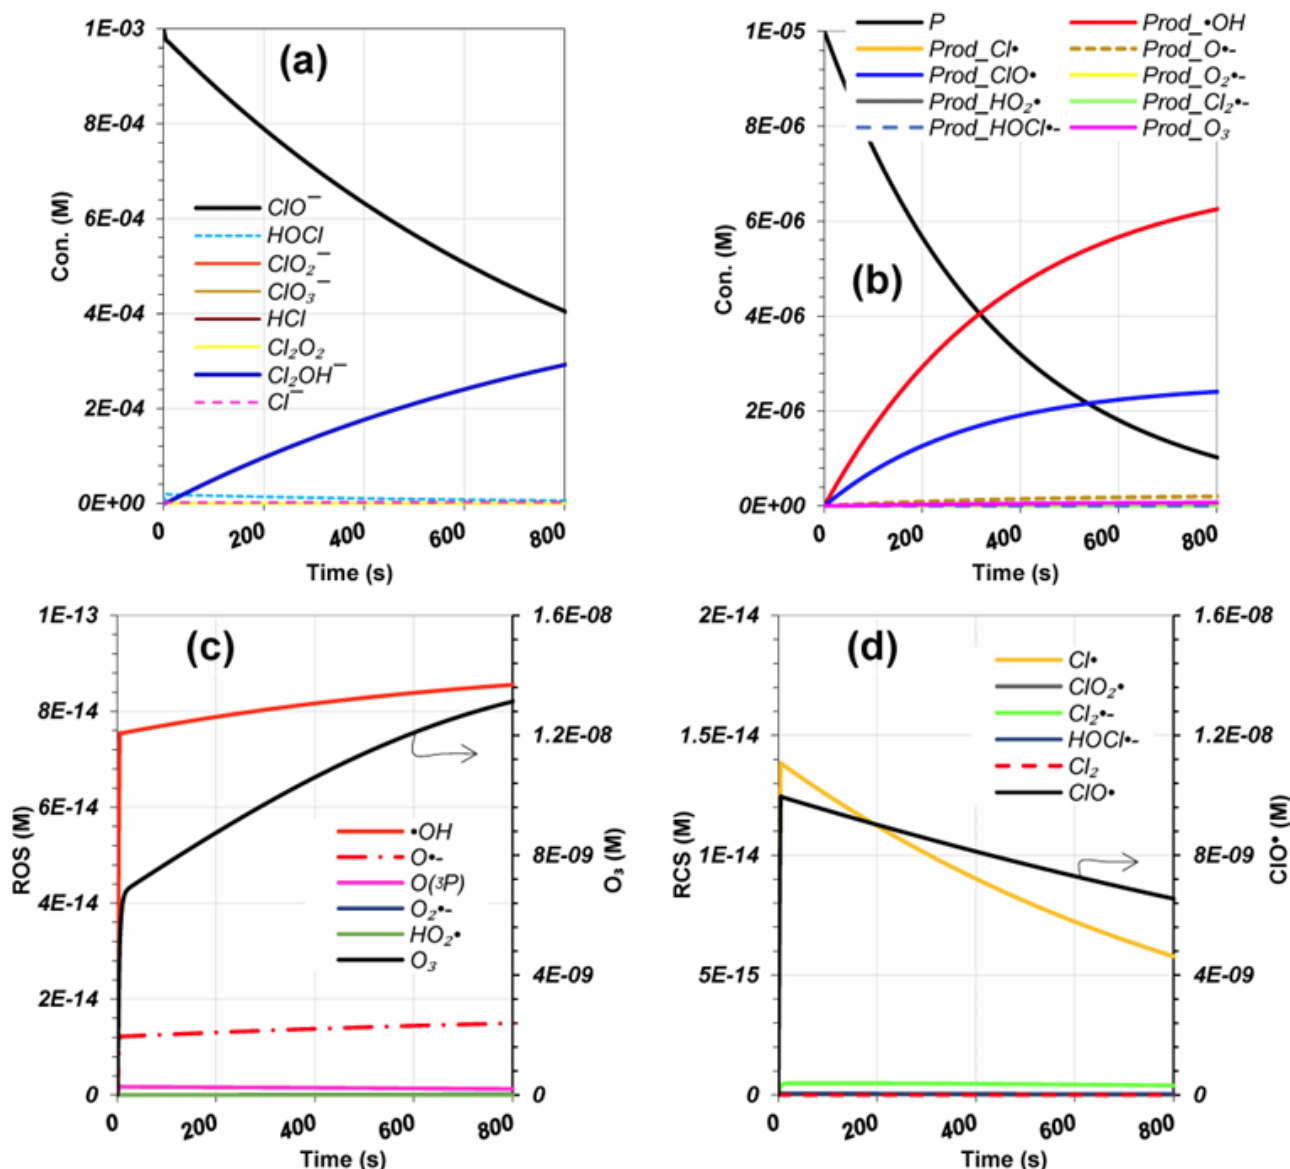 (a)
Con. (M)
1E-03
8E-04
6E-04
4E-04
2E-04
0E+00
ClO⁻
HOCl
ClO₂⁻
ClO₃⁻
HCl
Cl₂O₂
Cl₂OH⁻
Cl⁻
0
200
400
600
800
Time (s)
(b)
Con. (M)
1E-05
8E-06
6E-06
4E-06
2E-06
0E+00
P
Prod_•OH
Prod_Cl•
Prod_O•-
Prod_ClO•
Prod_O₂•-
Prod_HO₂•
Prod_Cl₂•-
Prod_HOCl•-
Prod_O₃
0
200
400
600
800
Time (s)
(c)
ROS (M)
1E-13
8E-14
6E-14
4E-14
2E-14
0
•OH
O•-
O(³P)
O₂•-
HO₂•
O₃
1.6E-08
1.2E-08
8E-09
4E-09
0
O₃ (M)
0
200
400
600
800
Time (s)
(d)
RCS (M)
2E-14
1.5E-14
1E-14
5E-15
0
Cl•
ClO₂•
Cl₂•-
HOCl•-
Cl₂
ClO•
1.6E-08
1.2E-08
8E-09
4E-09
0
ClO• (M)
0
200
400
600
800
Time (s)